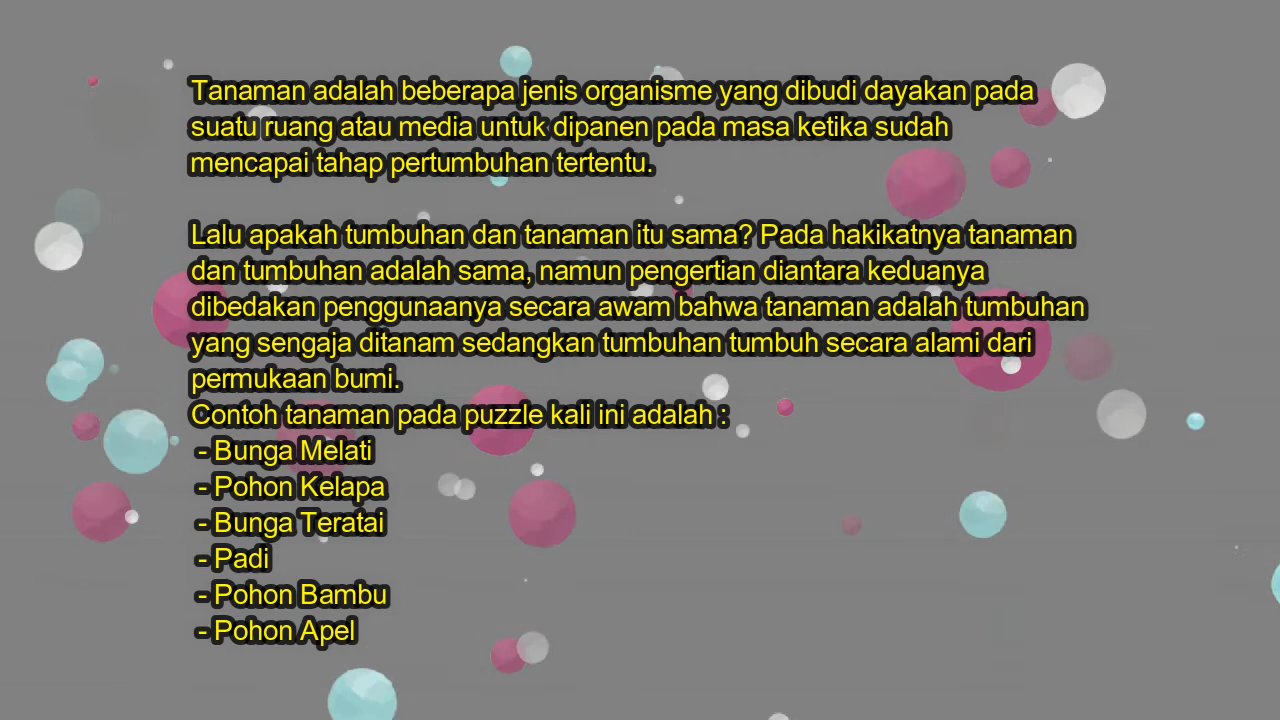 Tanaman adalah beberapa jenis organisme yang dibudi dayakan pada
suatu ruang atau media untuk dipanen pada masa ketika sudah
mencapai tahap pertumbuhan tertentu.
Lalu apakah tumbuhan dan tanaman itu sama? Pada hakikatnya tanaman
dan tumbuhan adalah sama, namun pengertian diantara keduanya
dibedakan penggunaanya secara awam bahwa tanaman adalah tumbuhan
yang sengaja ditanam sedangkan tumbuhan tumbuh secara alami dari
permukaan bumi.
Contoh tanaman pada puzzle kali ini adalah :
- Bunga Melati
- Pohon Kelapa
- Bunga Teratai
- Padi
- Pohon Bambu
- Pohon Apel